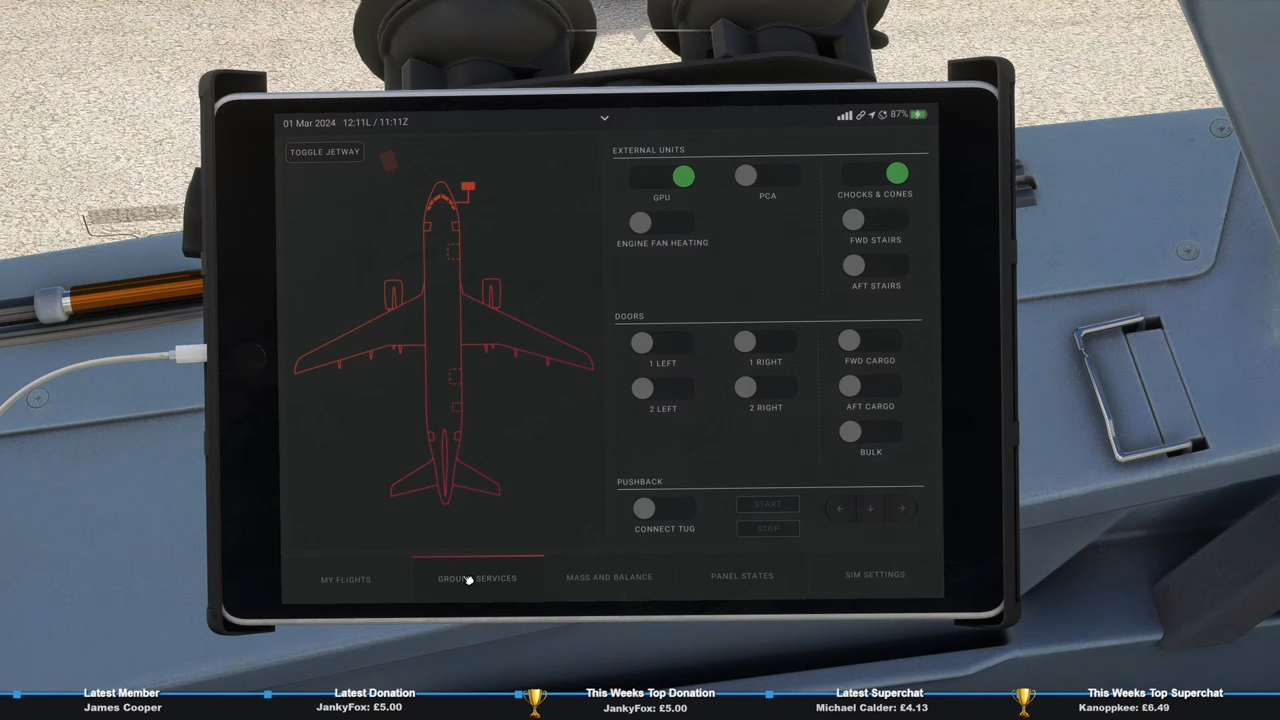 01 Mar 2024 12:11L / 11:11Z
87%
TOGGLE JETWAY
EXTERNAL UNITS
GPU
PCA
CHOCKS & CONES
ENGINE FAN HEATING
FWD STAIRS
AFT STAIRS
DOORS
1 LEFT
1 RIGHT
FWD CARGO
2 LEFT
2 RIGHT
AFT CARGO
BULK
PUSHBACK
CONNECT TUG
START
STOP
MY FLIGHTS
GROUND SERVICES
MASS AND BALANCE
PANEL STATES
SIM SETTINGS
Latest Member
James Cooper
Latest Donation
JankyFox: £5.00
This Weeks Top Donation
JankyFox: £5.00
Latest Superchat
Michael Calder: £4.13
This Weeks Top Superchat
Kanoppkee: £6.49